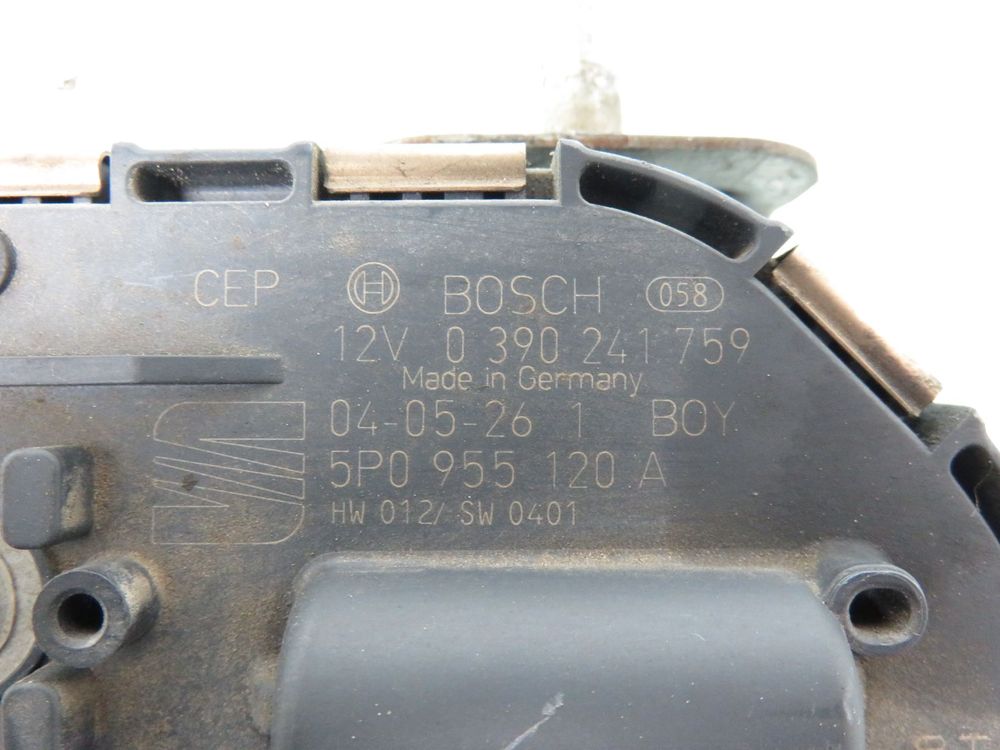 CEP BOSCH 058
12V 0 390 241 759
Made in Germany
04-05-26 1 BOY
5P0 955 120 A
HW 012/ SW 0401